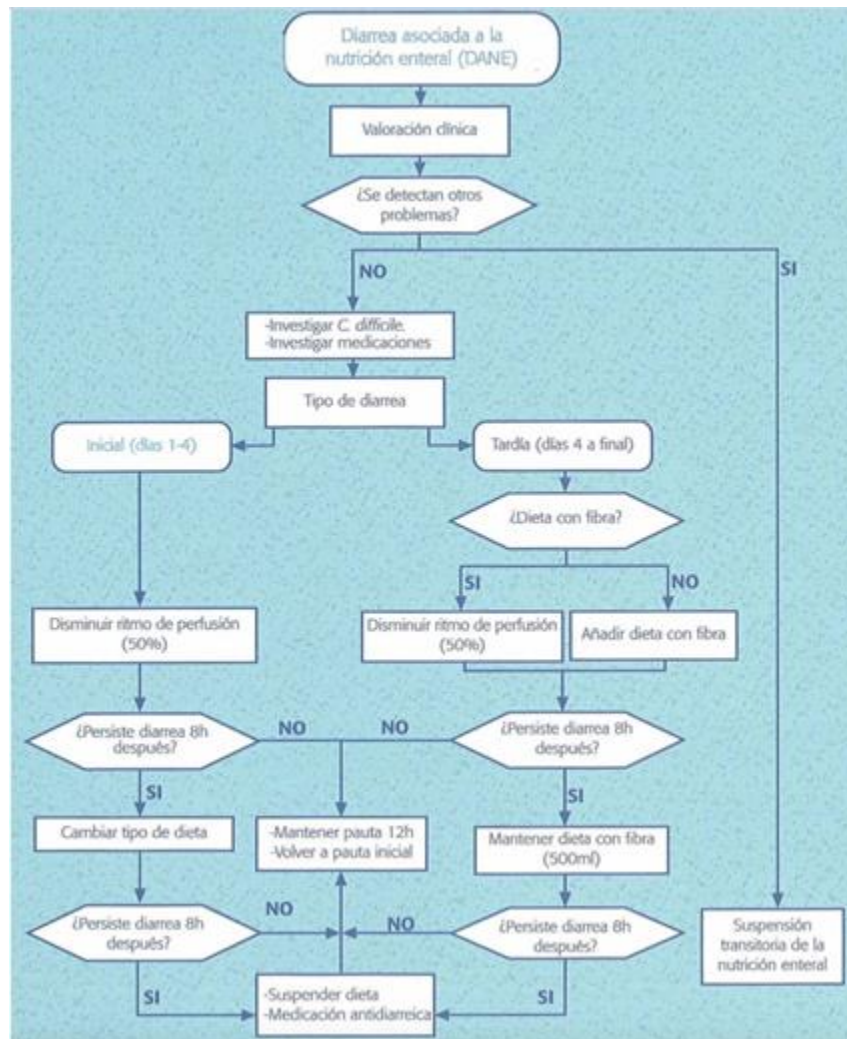 Diarrea asociada a la
nutrición enteral (DANE)
Valoración clínica
¿Se detectan otros
problemas?
NO
SI
-Investigar C. difficile.
-Investigar medicaciones
Tipo de diarrea
Inicial (días 1-4)
Tardía (días 4 a final)
¿Dieta con fibra?
SI
NO
Disminuir ritmo de perfusión
(50%)
Disminuir ritmo de perfusión
(50%)
Añadir dieta con fibra
¿Persiste diarrea 8h
después?
NO
NO
¿Persiste diarrea 8h
después?
SI
SI
Cambiar tipo de dieta
-Mantener pauta 12h
-Volver a pauta inicial
Mantener dieta con fibra
(500ml)
¿Persiste diarrea 8h
después?
NO
NO
¿Persiste diarrea 8h
después?
Suspensión
transitoria de la
nutrición enteral
SI
-Suspender dieta
-Medicación antidiarreica
SI